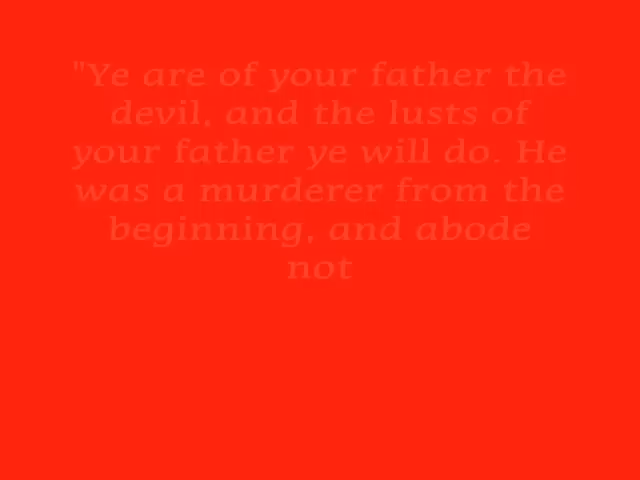 "Ye are of your father the
devil, and the lusts of
your father ye will do. He
was a murderer from the
beginning, and abode
not